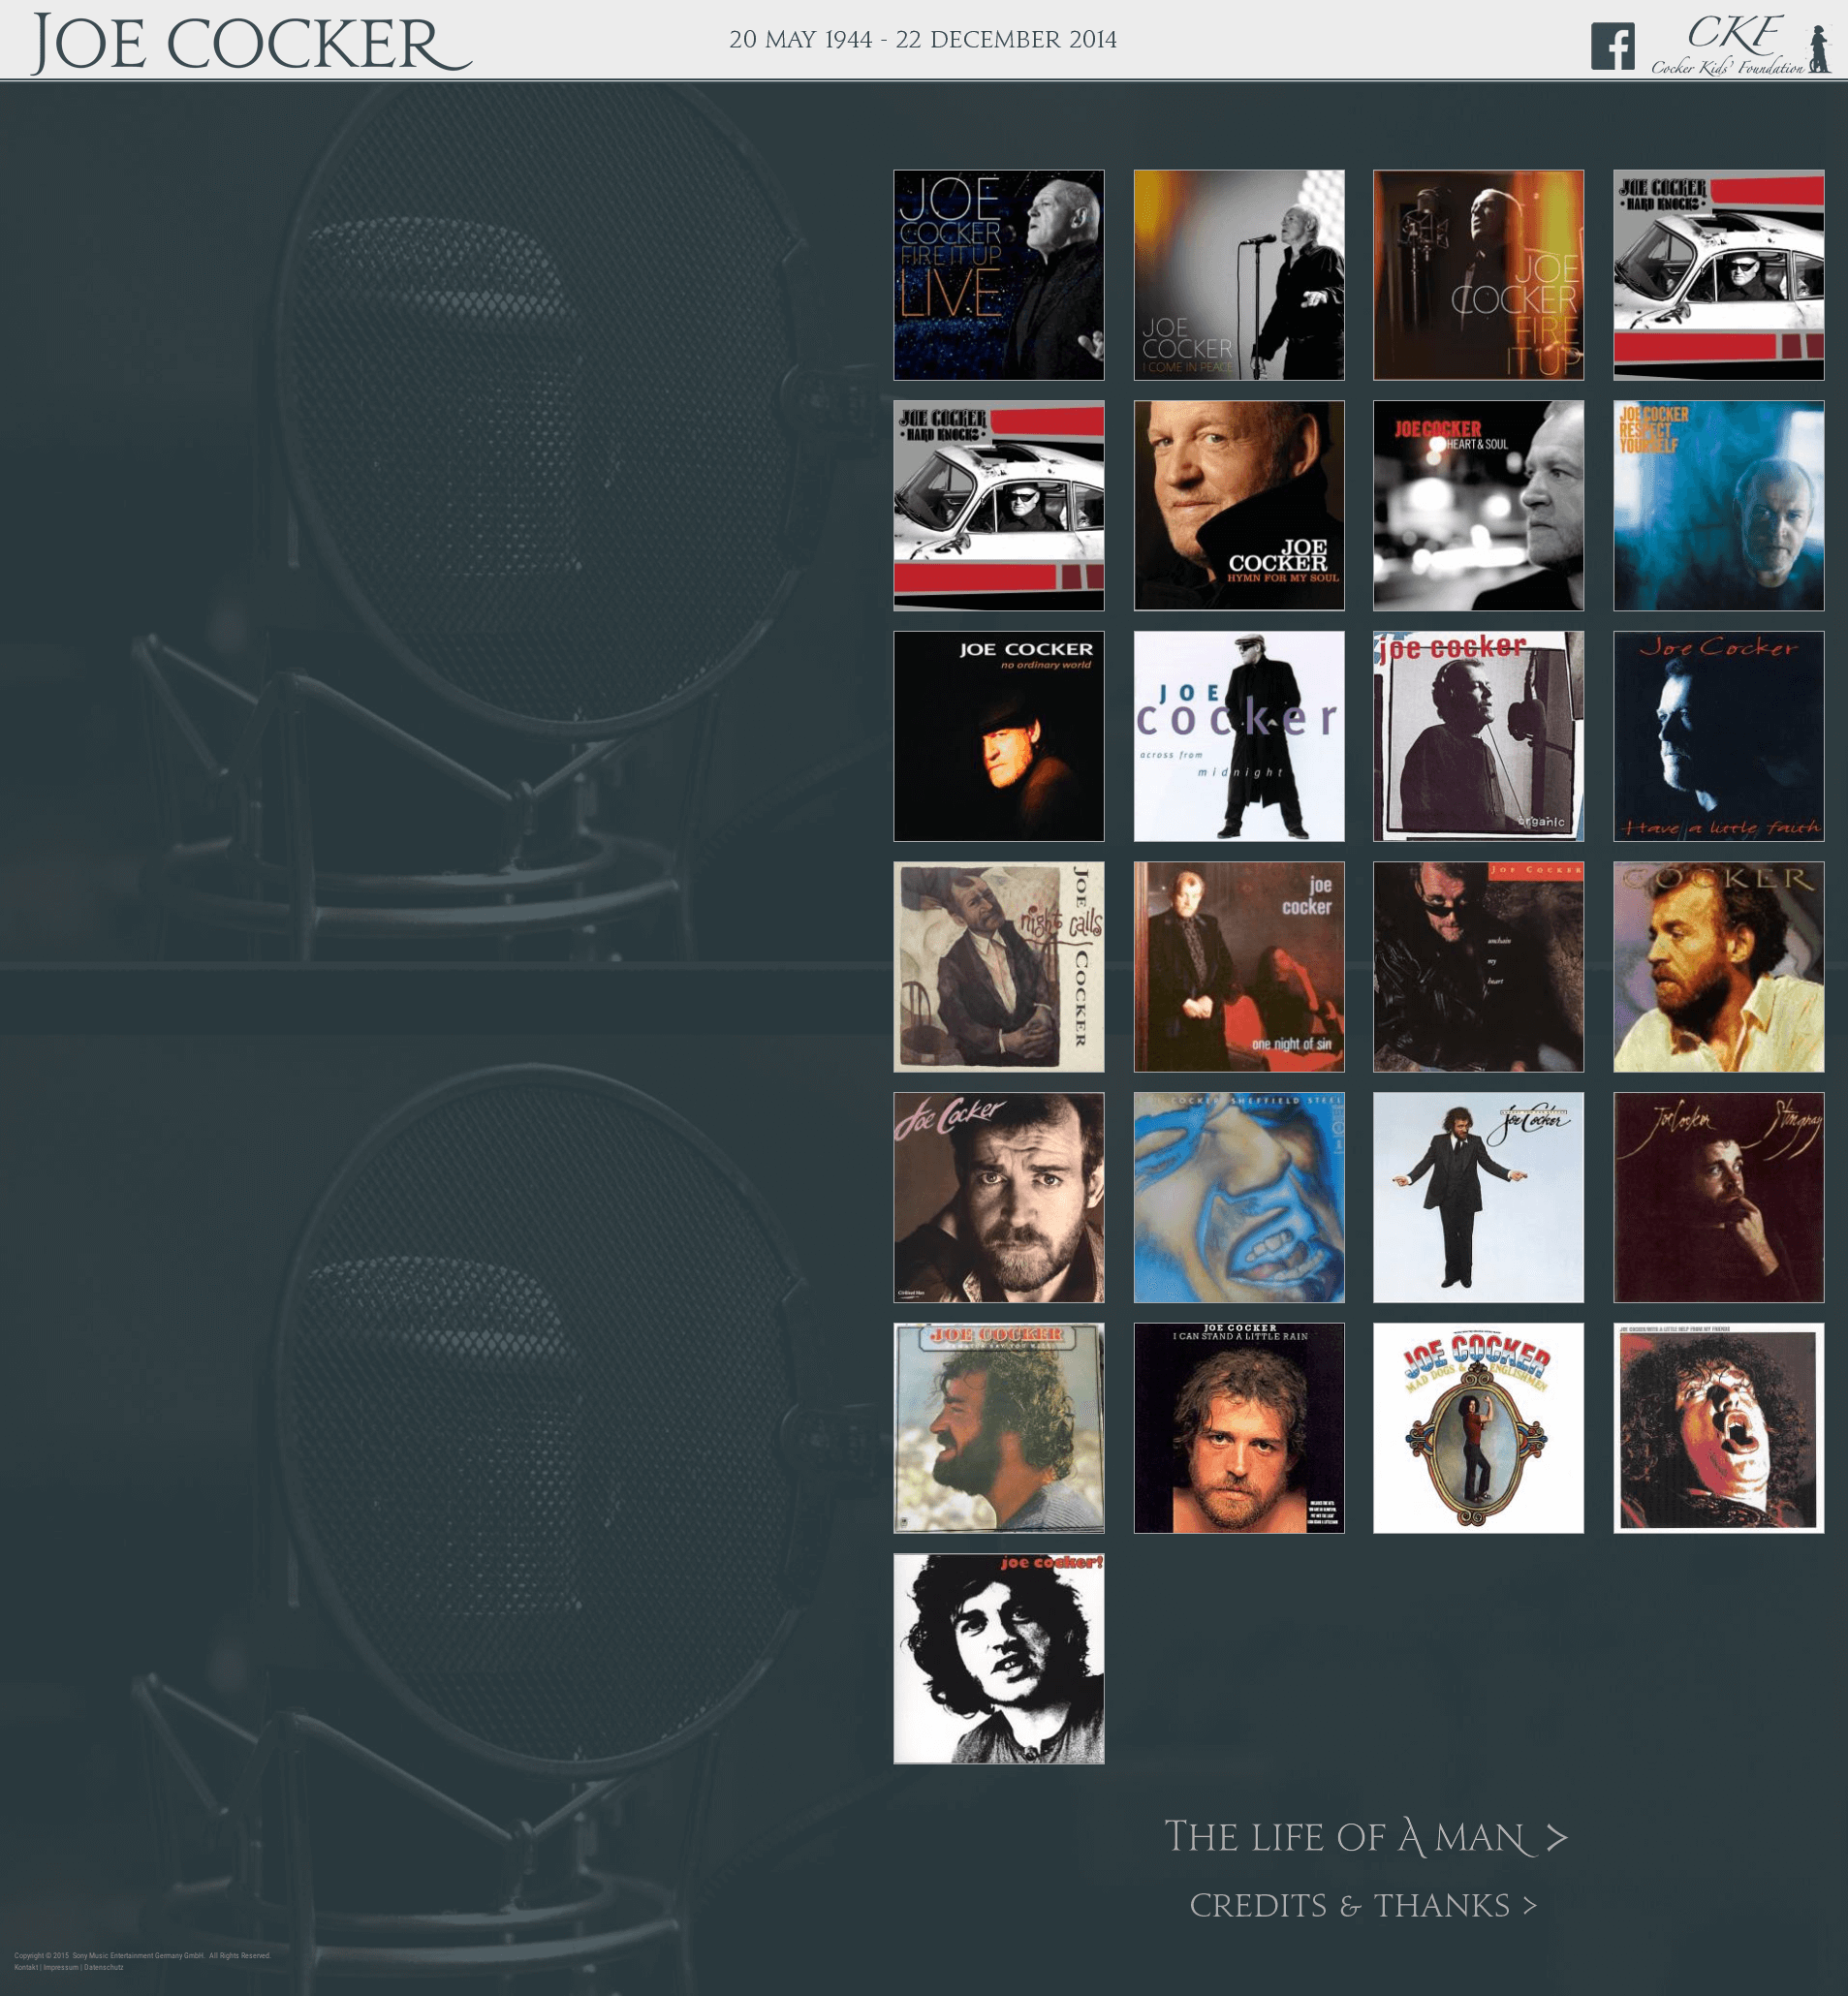 JOE COCKER
20 MAY 1944 - 22 DECEMBER 2014
CKF
Cocker Kids' Foundation
JOE
COCKER
FIRE IT UP
LIVE
JOE
COCKER
I COME IN PEACE
JOE
COCKER
FIRE
IT UP
JOE COCKER
• HARD KNOCKS •
JOE COCKER
• HARD KNOCKS •
JOE
COCKER
HYMN FOR MY SOUL
JOE COCKER
HEART & SOUL
JOE COCKER
RESPECT
YOURSELF
JOE COCKER
no ordinary world
JOE
cocker
across from
midnight
joe cocker
organic
Joe Cocker
Have a little faith
night calls
JOE COCKER
joe
cocker
one night of sin
JOE COCKER
unchain
my
heart
COCKER
Joe Cocker
JOE COCKER SHEFFIELD STEEL
Joe Cocker
Joe Cocker
Stingray
JOE COCKER
JOE COCKER
I CAN STAND A LITTLE RAIN
JOE COCKER
MAD DOGS & ENGLISHMEN
JOE COCKER/WITH A LITTLE HELP FROM MY FRIENDS
joe cocker!
THE LIFE OF A MAN >
CREDITS & THANKS >
Copyright © 2015 Sony Music Entertainment Germany GmbH. All Rights Reserved.
Kontakt | Impressum | Datenschutz